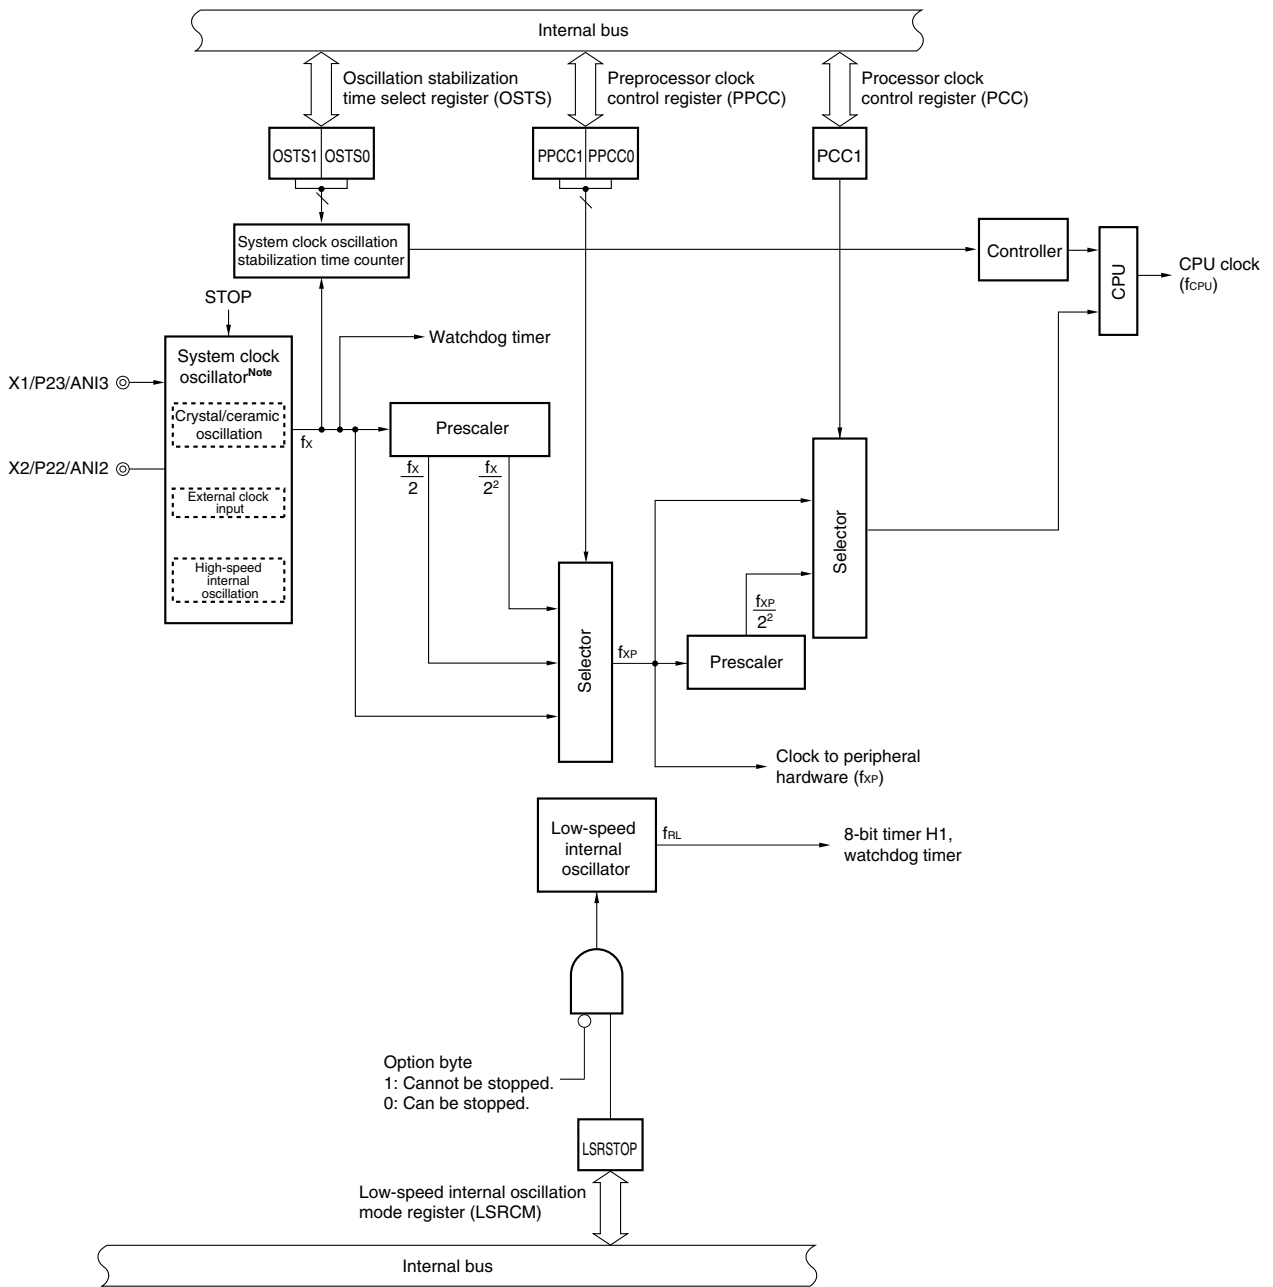 Internal bus
Oscillation stabilization
time select register (OSTS)
Preprocessor clock
control register (PPCC)
Processor clock
control register (PCC)
OSTS1 OSTS0
PPCC1 PPCC0
PCC1
System clock oscillation
stabilization time counter
Controller
CPU
CPU clock
(fCPU)
STOP
Watchdog timer
System clock
oscillatorNote
X1/P23/ANI3
Crystal/ceramic
oscillation
fX
Prescaler
X2/P22/ANI2
fX
2
fX
2²
External clock
input
High-speed
internal
oscillation
Selector
fXP
fXP
2²
Prescaler
Selector
Clock to peripheral
hardware (fXP)
Low-speed
internal
oscillator
fRL
8-bit timer H1,
watchdog timer
Option byte
1: Cannot be stopped.
0: Can be stopped.
LSRSTOP
Low-speed internal oscillation
mode register (LSRCM)
Internal bus